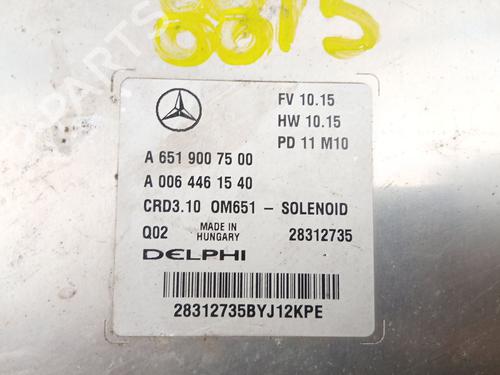 0015
FV 10.15
HW 10.15
PD 11 M10
A 651 900 75 00
A 006 446 15 40
CRD3.10 OM651 – SOLENOID
Q02 MADE IN HUNGARY 28312735
DELPHI
28312735BYJ12KPE